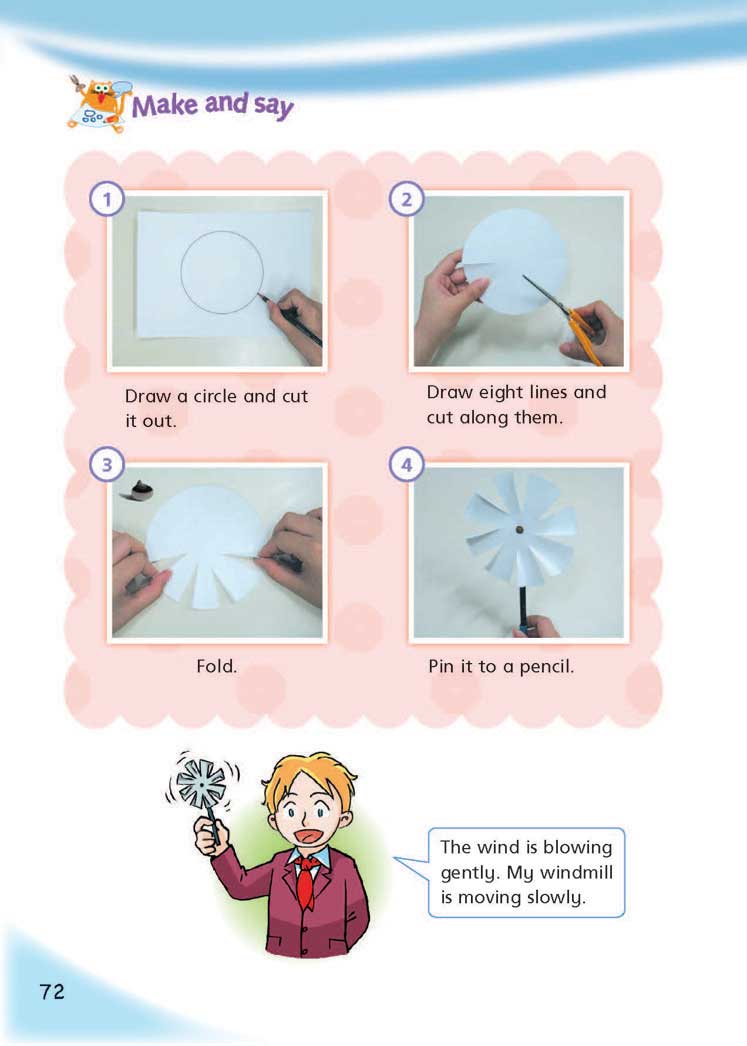 Make and say
1
2
Draw a circle and cut
it out.
Draw eight lines and
cut along them.
3
4
Fold.
Pin it to a pencil.
The wind is blowing
gently. My windmill
is moving slowly.
72